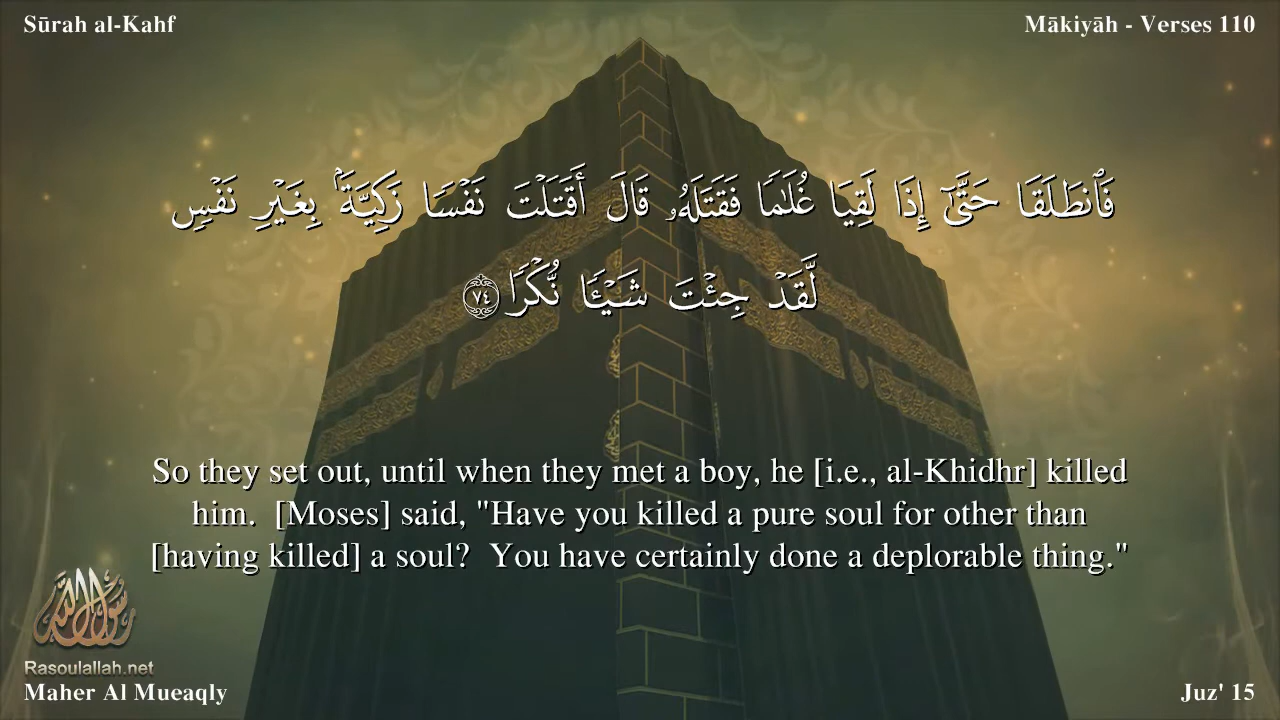 Sūrah al-Kahf
Mākiyāh - Verses 110
فَٱنطَلَقَا حَتَّىٰٓ إِذَا لَقِيَا غُلَٰمٗا فَقَتَلَهُۥ قَالَ أَقَتَلۡتَ نَفۡسٗا زَكِيَّةَۢ بِغَيۡرِ نَفۡسٖ
لَّقَدۡ جِئۡتَ شَيۡـٔٗا نُّكۡرٗا ٧٤
So they set out, until when they met a boy, he [i.e., al-Khidhr] killed
him.  [Moses] said, "Have you killed a pure soul for other than
[having killed] a soul?  You have certainly done a deplorable thing."
رسول الله
Rasoulallah.net
Maher Al Mueaqly
Juz' 15